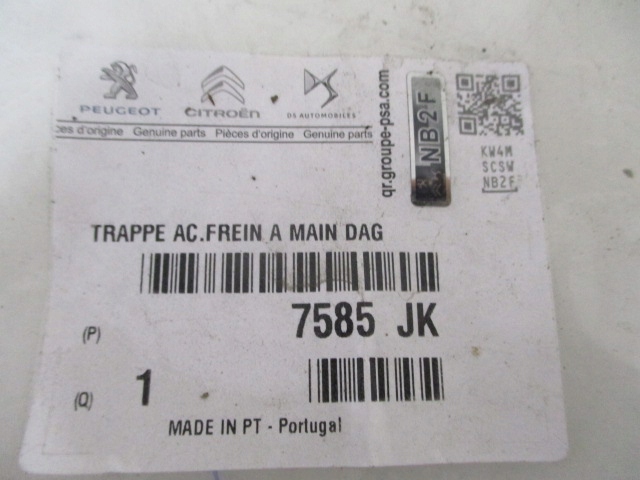 PEUGEOT CITROËN DS AUTOMOBILES
ces d'origine Genuine parts Pièces d'origine Genuine parts
qr.groupe-psa.com
NB2F
KW4M
SCSW
NB2F
TRAPPE AC.FREIN A MAIN DAG
(P) 7585 JK
(Q) 1
MADE IN PT - Portugal